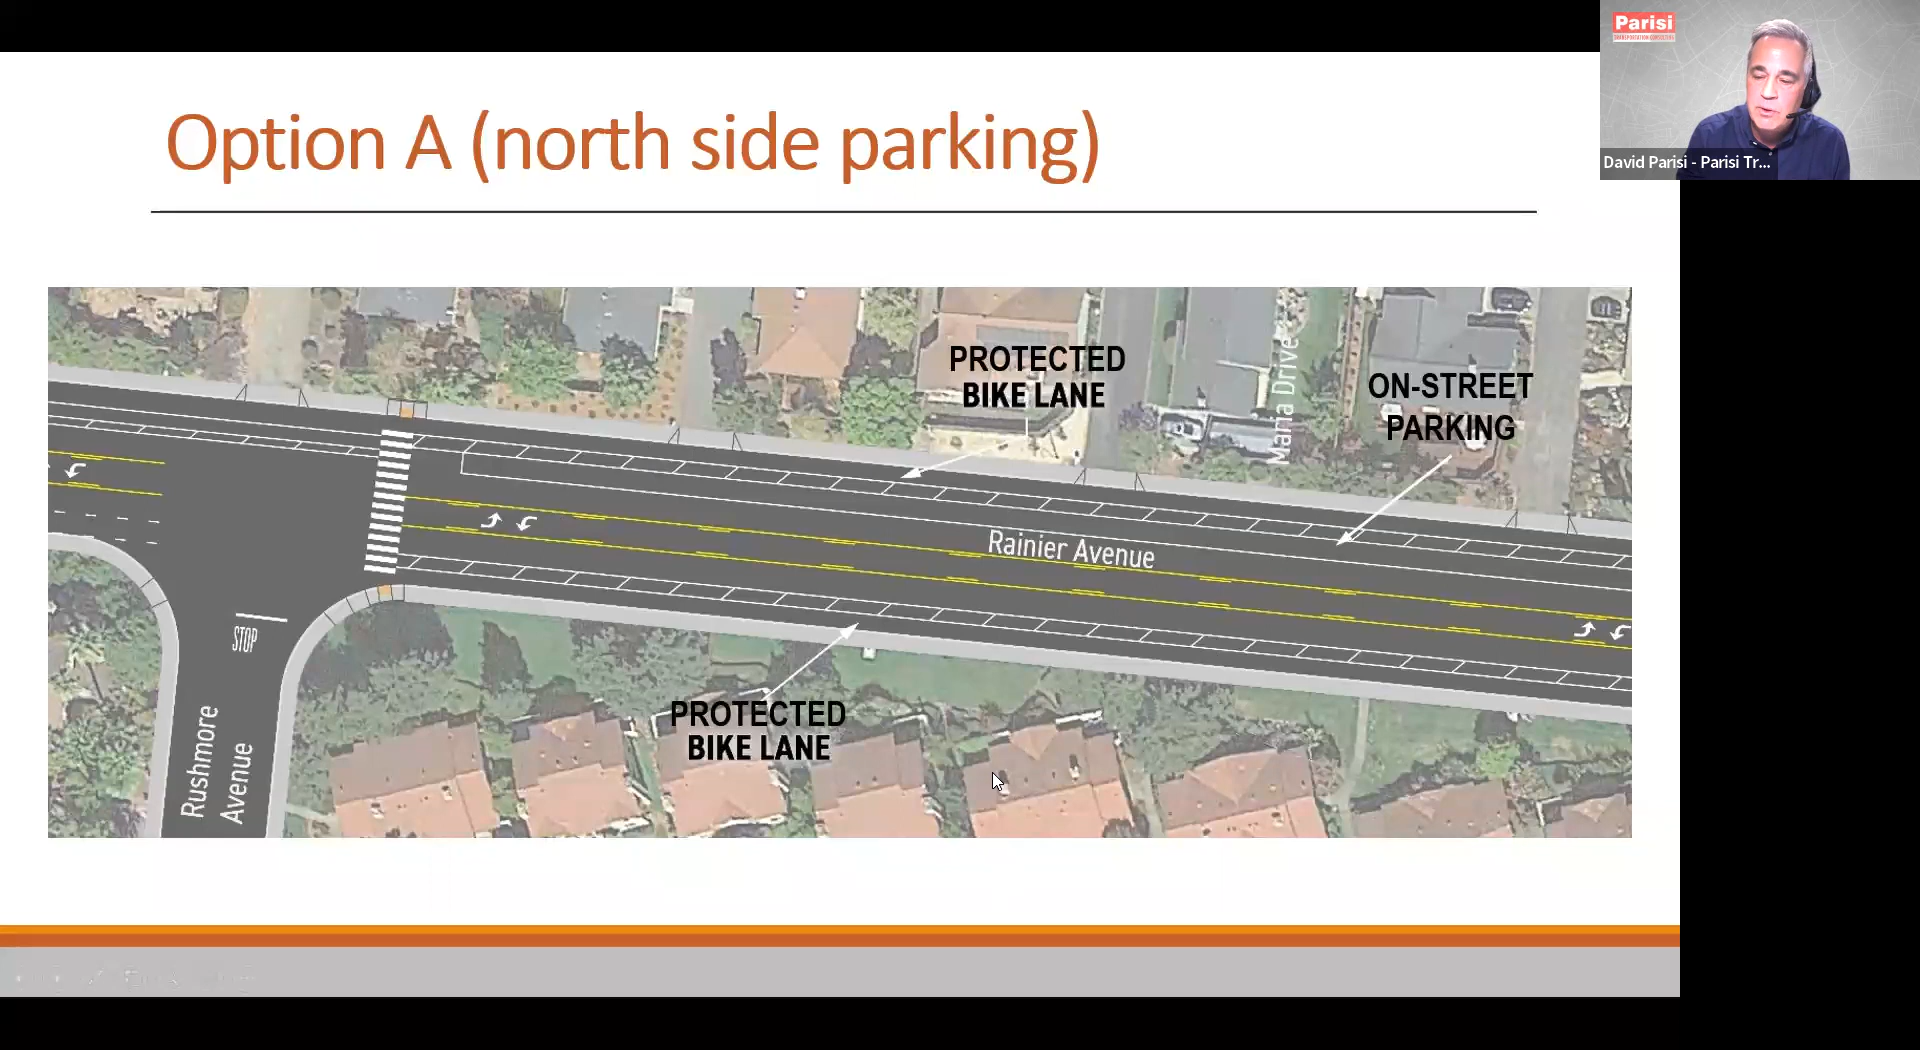 Option A (north side parking)
Parisi
David Parisi - Parisi Tr...
PROTECTED
BIKE LANE
ON-STREET
PARKING
Maria Drive
Rainier Avenue
STOP
PROTECTED
BIKE LANE
Rushmore
Avenue